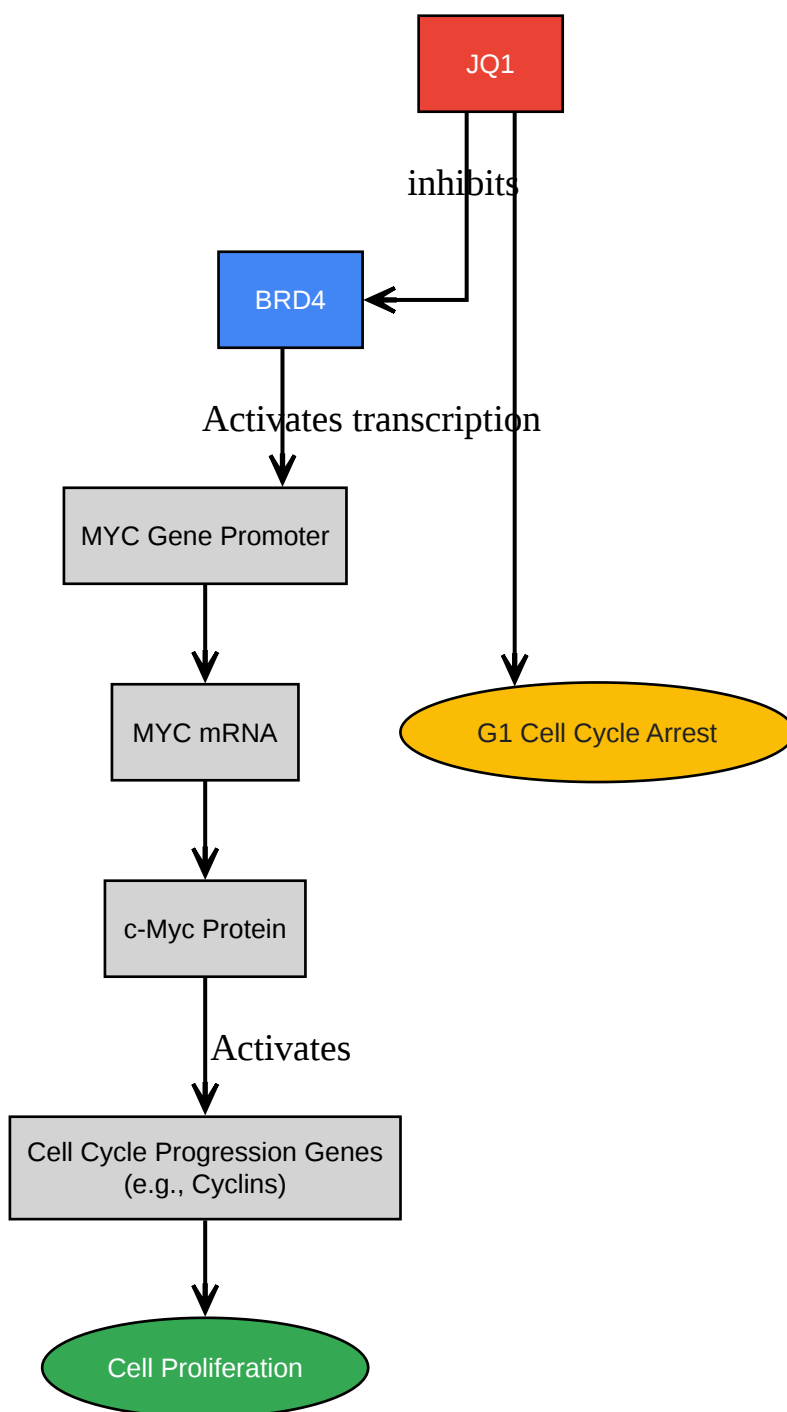 JQ1
inhibits
BRD4
Activates transcription
MYC Gene Promoter
MYC mRNA
G1 Cell Cycle Arrest
c-Myc Protein
Activates
Cell Cycle Progression Genes
(e.g., Cyclins)
Cell Proliferation